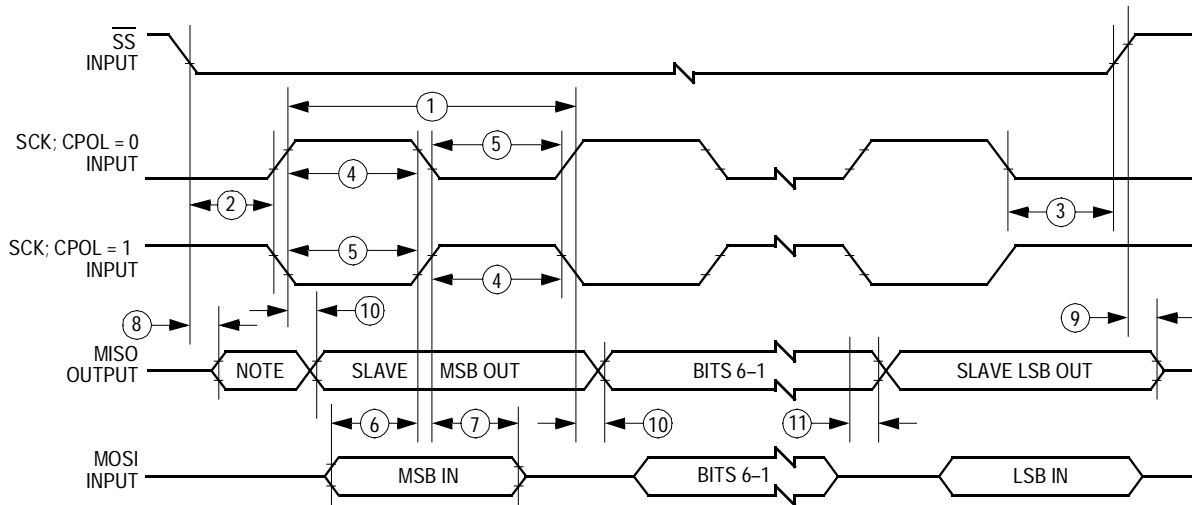 SS
INPUT
1
SCK; CPOL = 0
INPUT
5
4
2
3
SCK; CPOL = 1
INPUT
5
4
8
10
9
MISO
OUTPUT
NOTE
SLAVE MSB OUT
BITS 6–1
SLAVE LSB OUT
6
7
10
11
MOSI
INPUT
MSB IN
BITS 6–1
LSB IN